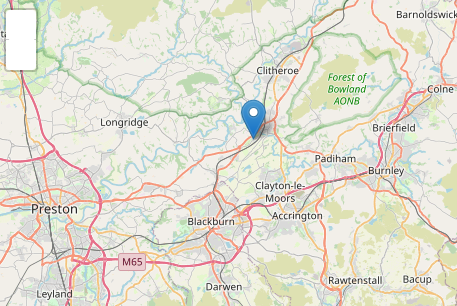 Barnoldswick
Clitheroe
Forest of
Bowland
AONB
Colne
Longridge
Brierfield
Padiham
Burnley
Clayton-le-
Moors
Preston
Blackburn
Accrington
M65
Darwen
Rawtenstall
Bacup
Leyland